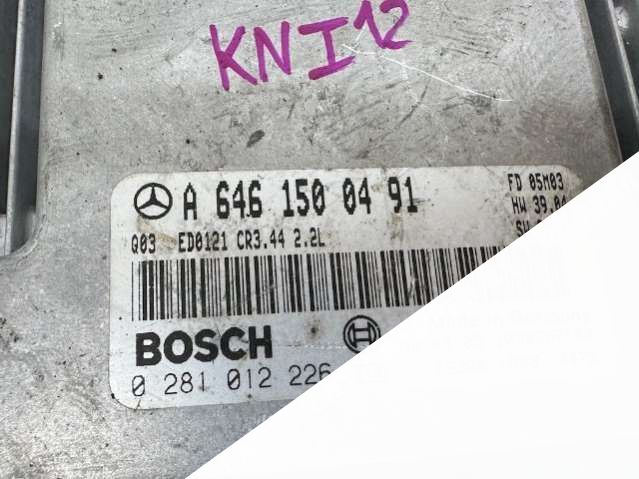 KNI12
A 646 150 04 91
FD 05M03
HW 39.04
Q03 ED0121 CR3.44 2.2L
BOSCH
0 281 012 226